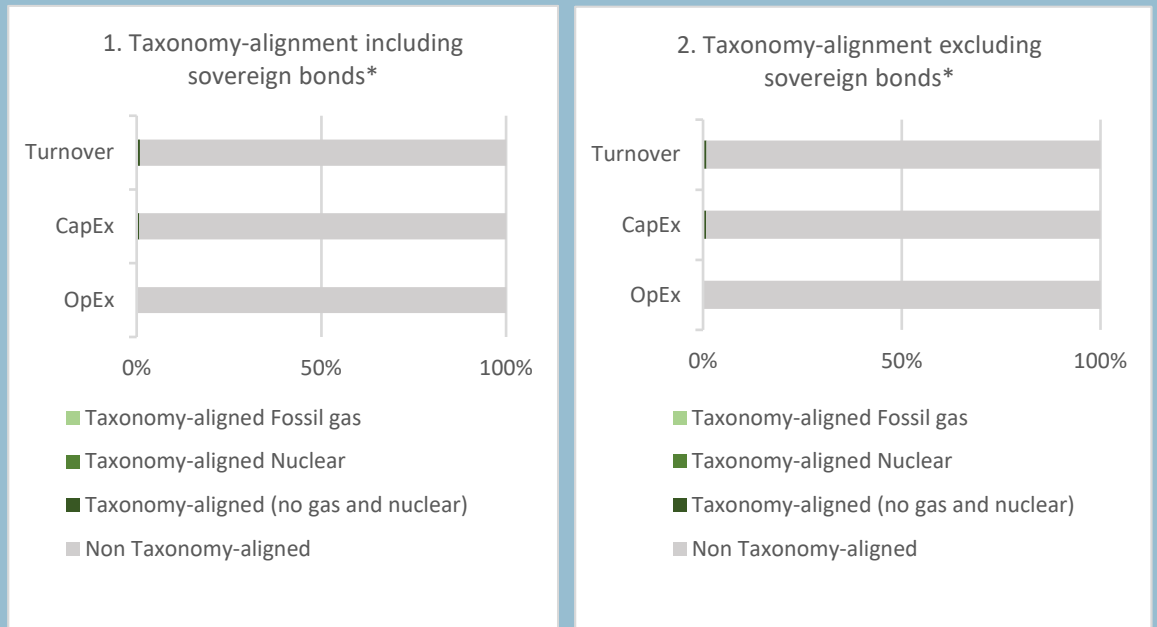 1. Taxonomy-alignment including
sovereign bonds*
Turnover
CapEx
OpEx
0%
50%
100%
Taxonomy-aligned Fossil gas
Taxonomy-aligned Nuclear
Taxonomy-aligned (no gas and nuclear)
Non Taxonomy-aligned
2. Taxonomy-alignment excluding
sovereign bonds*
Turnover
CapEx
OpEx
0%
50%
100%
Taxonomy-aligned Fossil gas
Taxonomy-aligned Nuclear
Taxonomy-aligned (no gas and nuclear)
Non Taxonomy-aligned